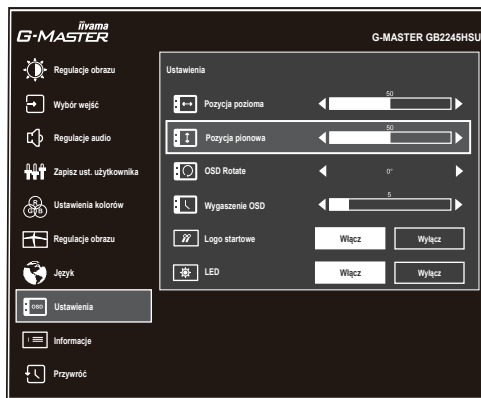 iiyama
G-MASTER
G-MASTER GB2245HSU
Regulacje obrazu
Wybór wejść
Regulacje audio
Zapisz ust. użytkownika
R
G B
Ustawienia kolorów
Regulacje obrazu
Język
OSD
Ustawienia
Informacje
Przywróć
Ustawienia
Pozycja pozioma
50
Pozycja pionowa
50
OSD Rotate
0°
Wygaszenie OSD
5
Logo startowe
Włącz
Wyłącz
LED
Włącz
Wyłącz